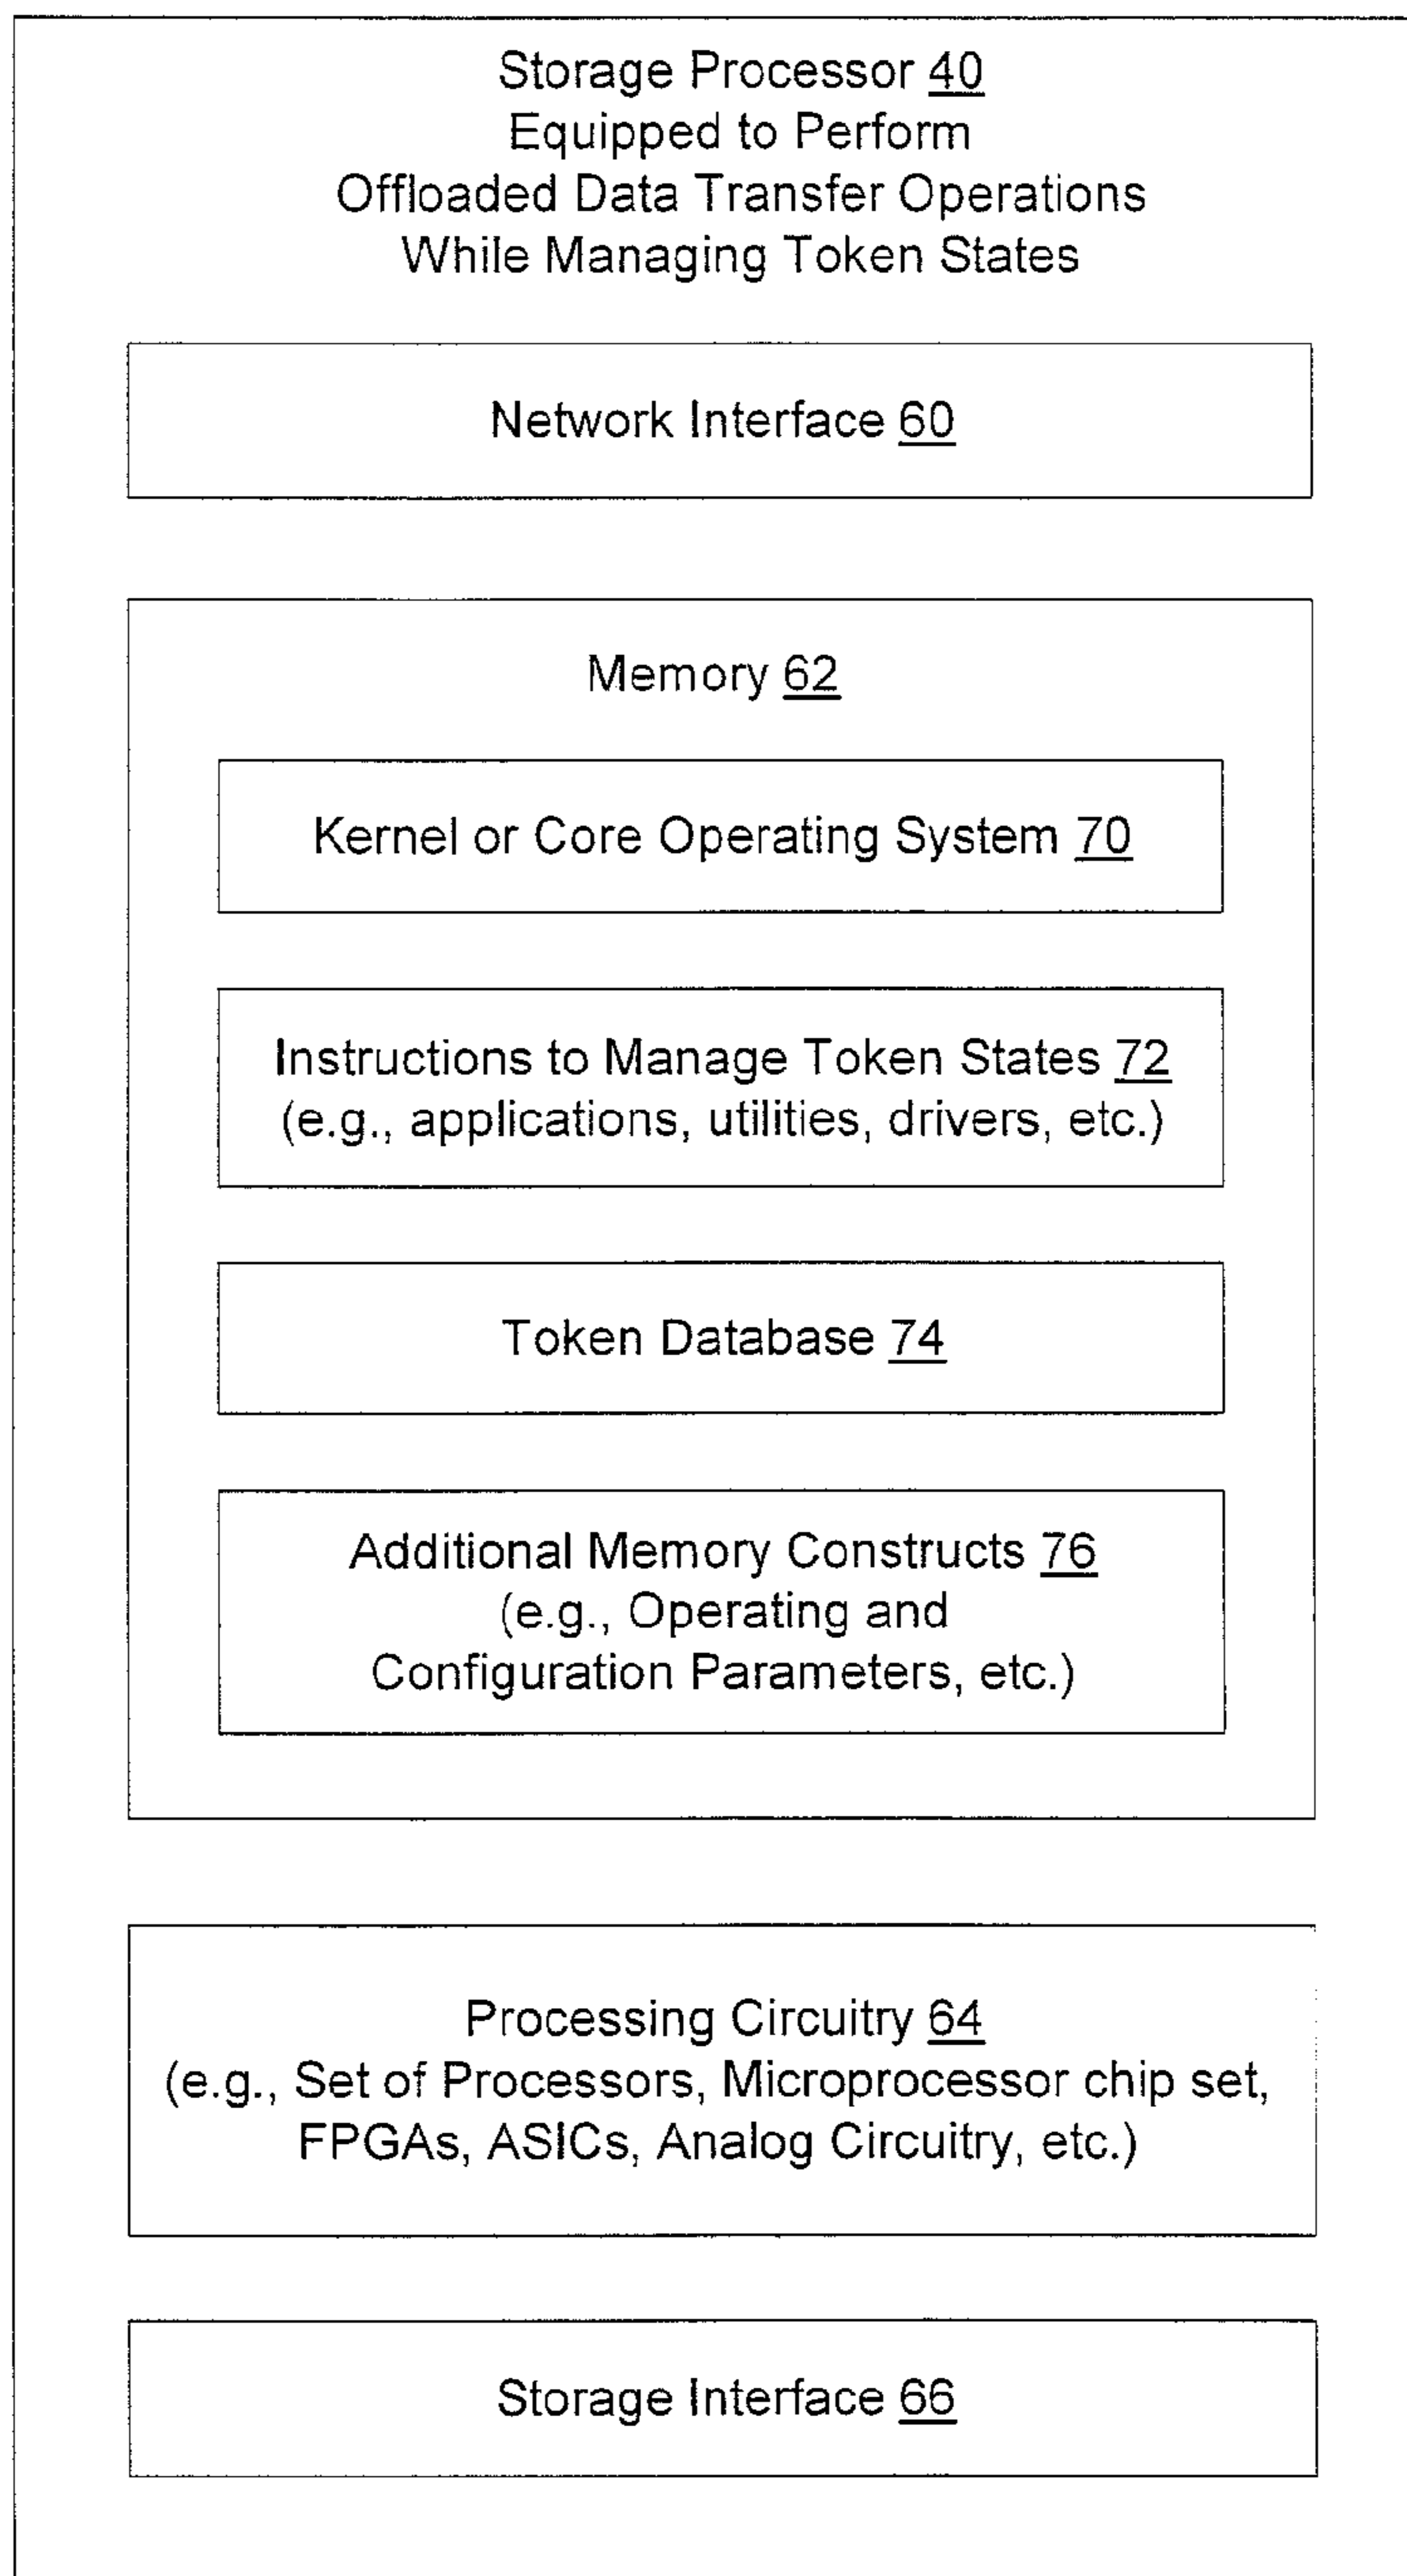 Storage Processor 40
Equipped to Perform
Offloaded Data Transfer Operations
While Managing Token States
Network Interface 60
Memory 62
Kernel or Core Operating System 70
Instructions to Manage Token States 72
(e.g., applications, utilities, drivers, etc.)
Token Database 74
Additional Memory Constructs 76
(e.g., Operating and
Configuration Parameters, etc.)
Processing Circuitry 64
(e.g., Set of Processors, Microprocessor chip set,
FPGAs, ASICs, Analog Circuitry, etc.)
Storage Interface 66